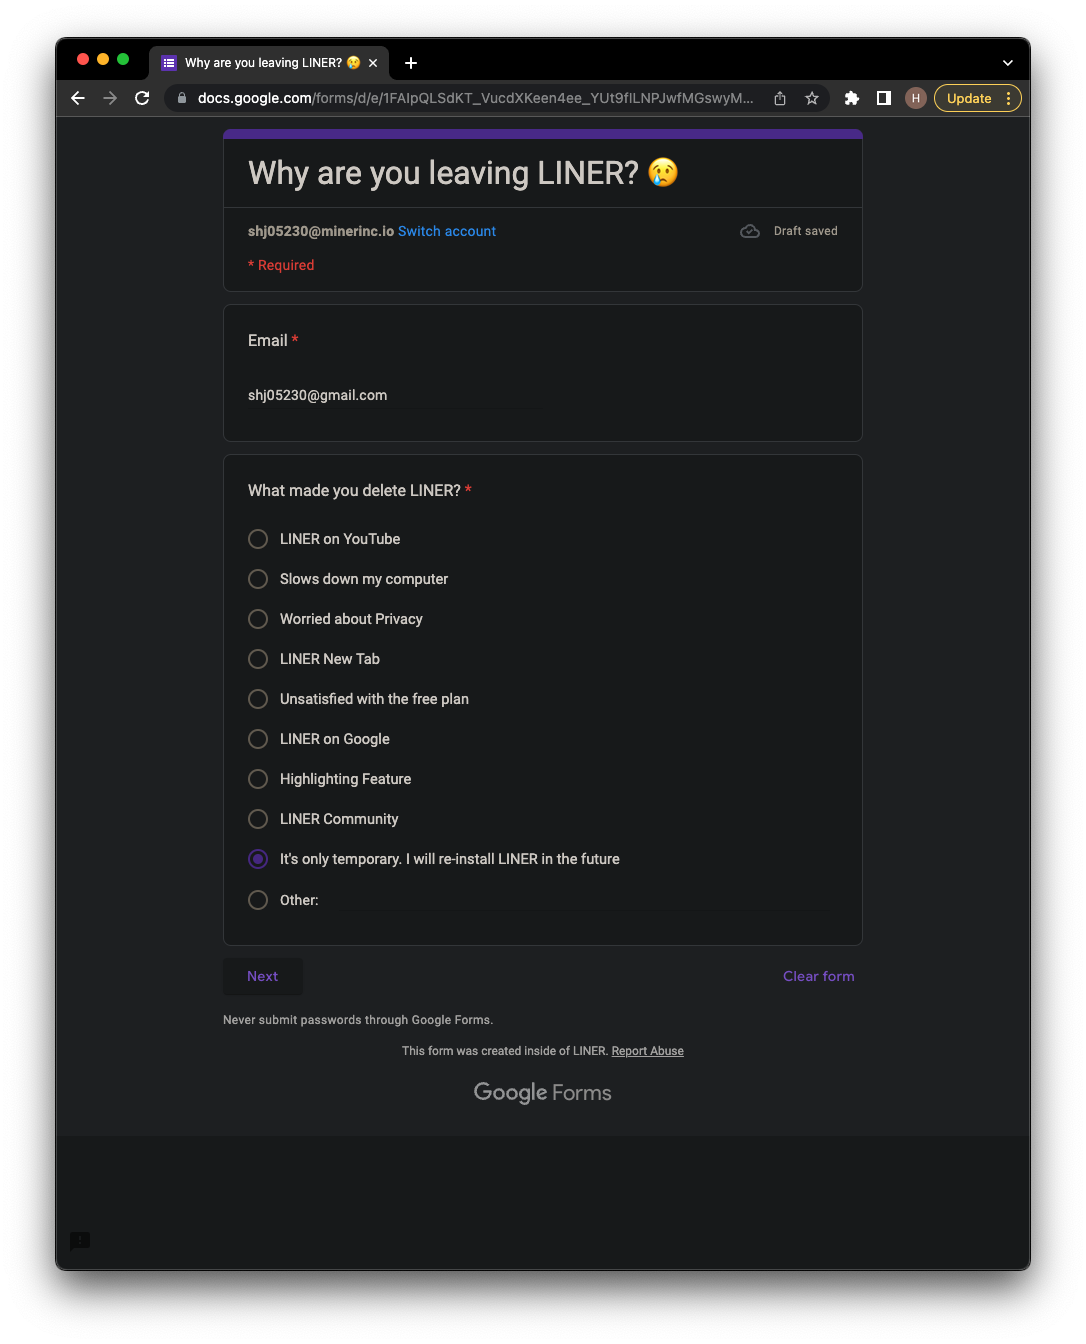 Why are you leaving LINER? 😢
docs.google.com/forms/d/e/1FAIpQLSdKT_VucdXKeen4ee_YUt9flLNPJwfMGswyM...
H
Update
Why are you leaving LINER? 😢
shj05230@minerinc.io Switch account
Draft saved
* Required
Email *
shj05230@gmail.com
What made you delete LINER? *
LINER on YouTube
Slows down my computer
Worried about Privacy
LINER New Tab
Unsatisfied with the free plan
LINER on Google
Highlighting Feature
LINER Community
It's only temporary. I will re-install LINER in the future
Other:
Next
Clear form
Never submit passwords through Google Forms.
This form was created inside of LINER. Report Abuse
Google Forms